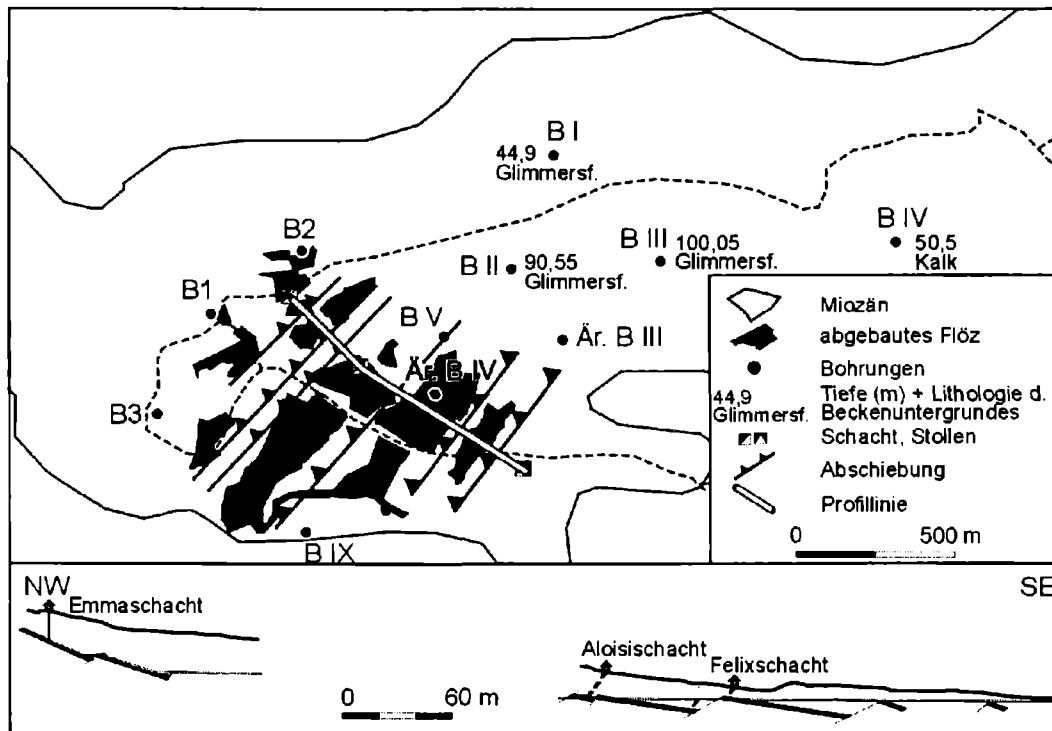 B I
44,9
Glimmersf.
B2
B II
90,55
Glimmersf.
B III
100,05
Glimmersf.
B IV
50,5
Kalk
B1
B V
Är. B III
Är. B IV
B3
B IX
Miozän
abgebautes Flöz
Bohrungen
44,9
Glimmersf.
Tiefe (m) + Lithologie d.
Beckenuntergrundes
Schacht, Stollen
Abschiebung
Profillinie
0 500 m
NW
SE
Emmaschacht
Aloisischacht
Felixschacht
0 60 m